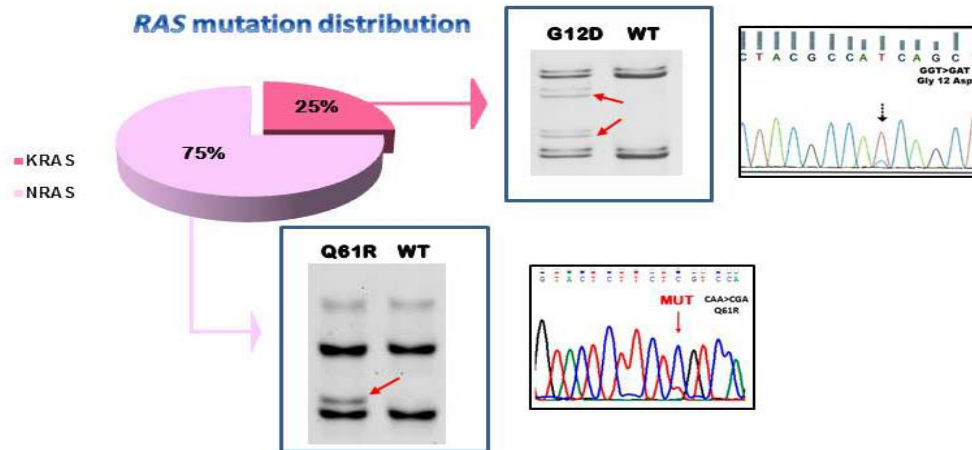 RAS mutation distribution
25%
75%
KRAS
NRAS
G12D WT
C T A C G C C A T C A G C T
GGT>GAT
Gly 12 Asp
Q61R WT
G T A C T C T T C T C G T C C A
MUT
CAA>CGA
Q61R